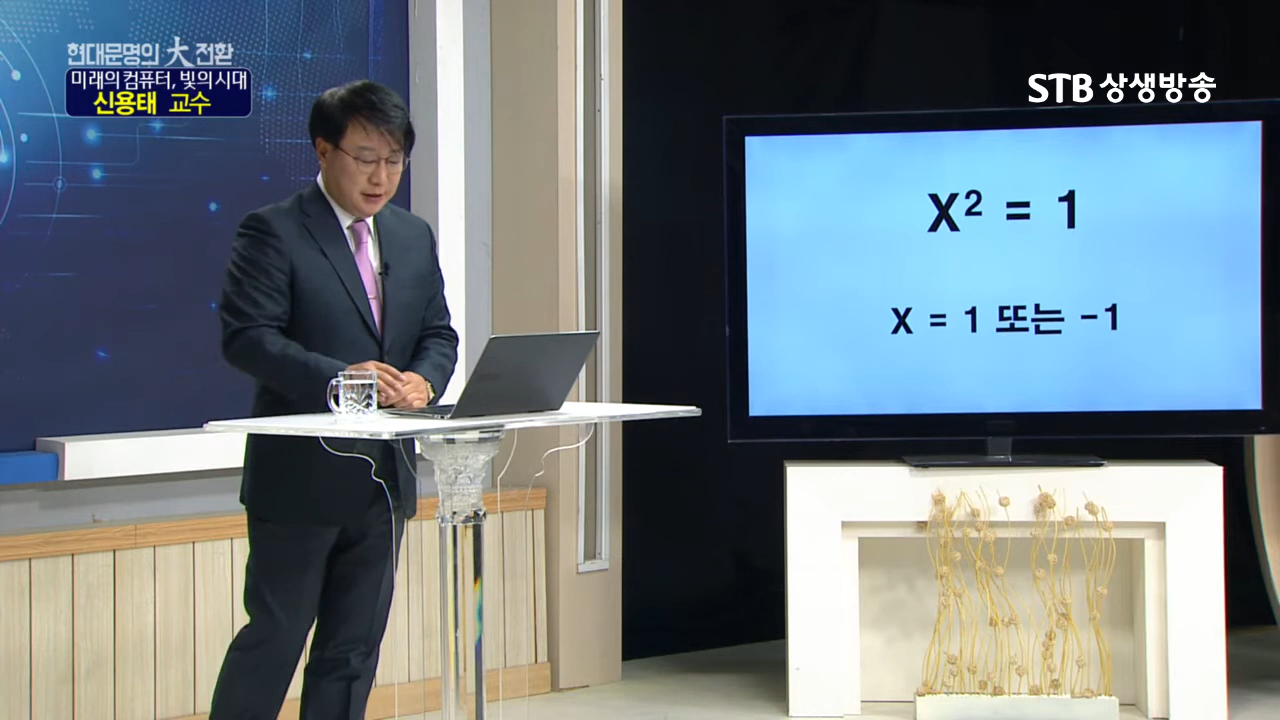 현대문명의 大 전환
미래의 컴퓨터, 빛의 시대
신용태 교수
STB 상생방송
X² = 1
X = 1 또는 -1